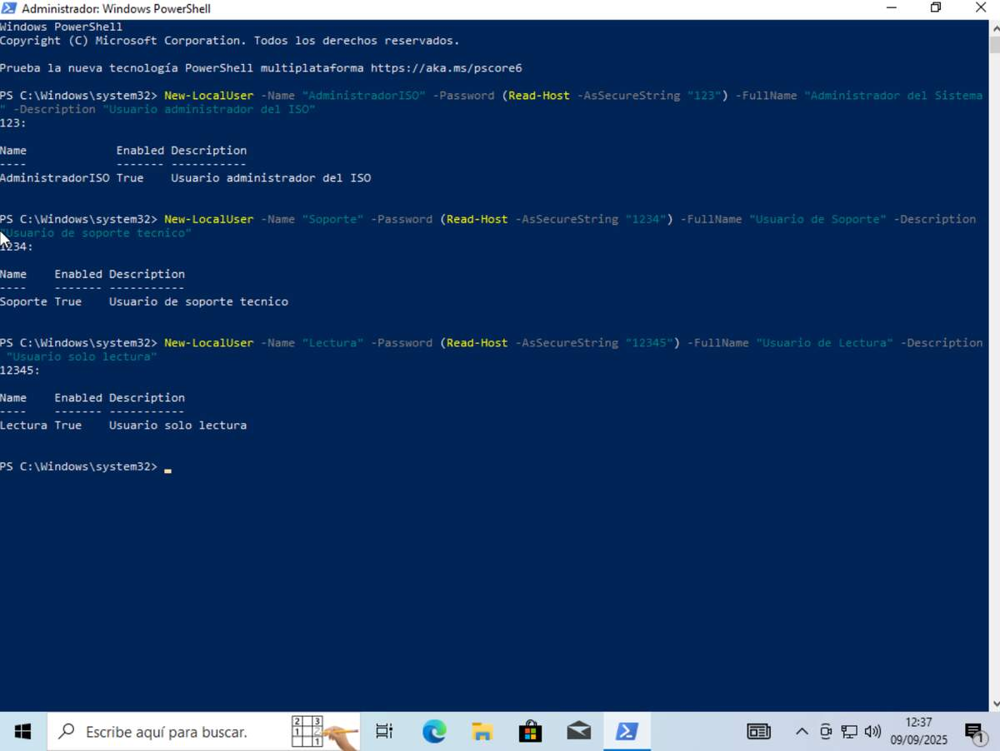 Administrador: Windows PowerShell
Windows PowerShell
Copyright (C) Microsoft Corporation. Todos los derechos reservados.
Prueba la nueva tecnología PowerShell multiplataforma https://aka.ms/pscore6
PS C:\Windows\system32> New-LocalUser -Name "AdministradorISO" -Password (Read-Host -AsSecureString "123") -FullName "Administrador del Sistema
" -Description "Usuario administrador del ISO"
123:
Name             Enabled Description
----             ------- -----------
AdministradorISO True    Usuario administrador del ISO
PS C:\Windows\system32> New-LocalUser -Name "Soporte" -Password (Read-Host -AsSecureString "1234") -FullName "Usuario de Soporte" -Description
"Usuario de soporte tecnico"
1234:
Name    Enabled Description
----    ------- -----------
Soporte True    Usuario de soporte tecnico
PS C:\Windows\system32> New-LocalUser -Name "Lectura" -Password (Read-Host -AsSecureString "12345") -FullName "Usuario de Lectura" -Description
"Usuario solo lectura"
12345:
Name    Enabled Description
----    ------- -----------
Lectura True    Usuario solo lectura
PS C:\Windows\system32>
Escribe aquí para buscar.
2 3
1 2
1
12:37
09/09/2025
1